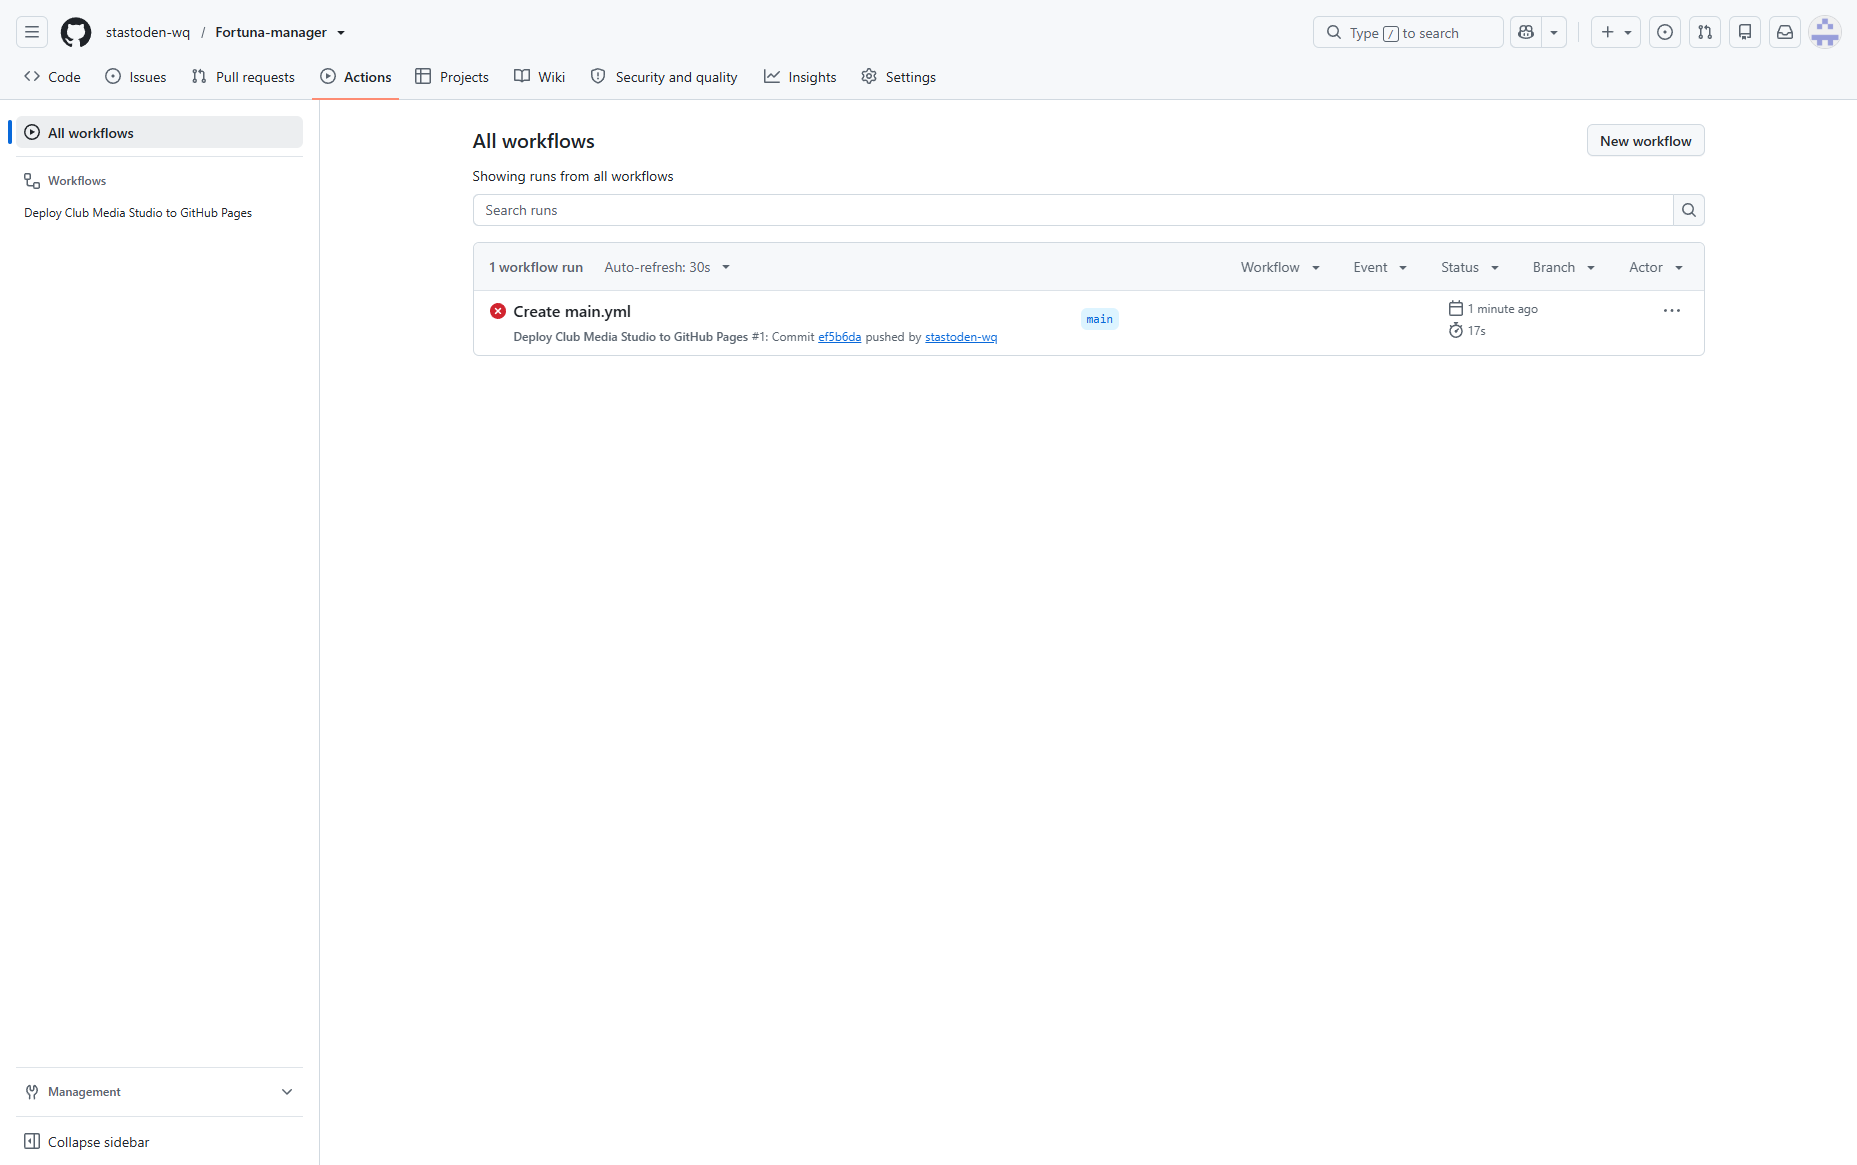 stastoden-wq / Fortuna-manager
Type / to search
Code
Issues
Pull requests
Actions
Projects
Wiki
Security and quality
Insights
Settings
All workflows
Workflows
Deploy Club Media Studio to GitHub Pages
Management
Collapse sidebar
All workflows
New workflow
Showing runs from all workflows
Search runs
1 workflow run
Auto-refresh: 30s
Workflow
Event
Status
Branch
Actor
Create main.yml
Deploy Club Media Studio to GitHub Pages #1: Commit ef5b6da pushed by stastoden-wq
main
1 minute ago
17s